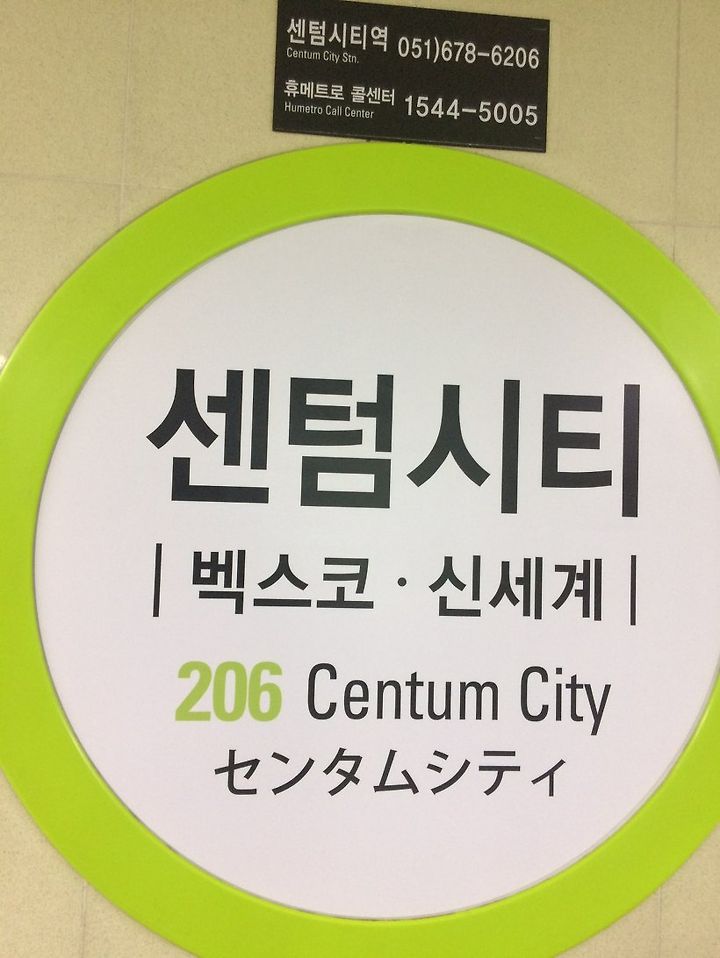 센텀시티역 051)678-6206
Centum City Stn.
휴메트로 콜센터 1544-5005
Humetro Call Center
센텀시티
| 벡스코 · 신세계 |
206 Centum City
センタムシティ